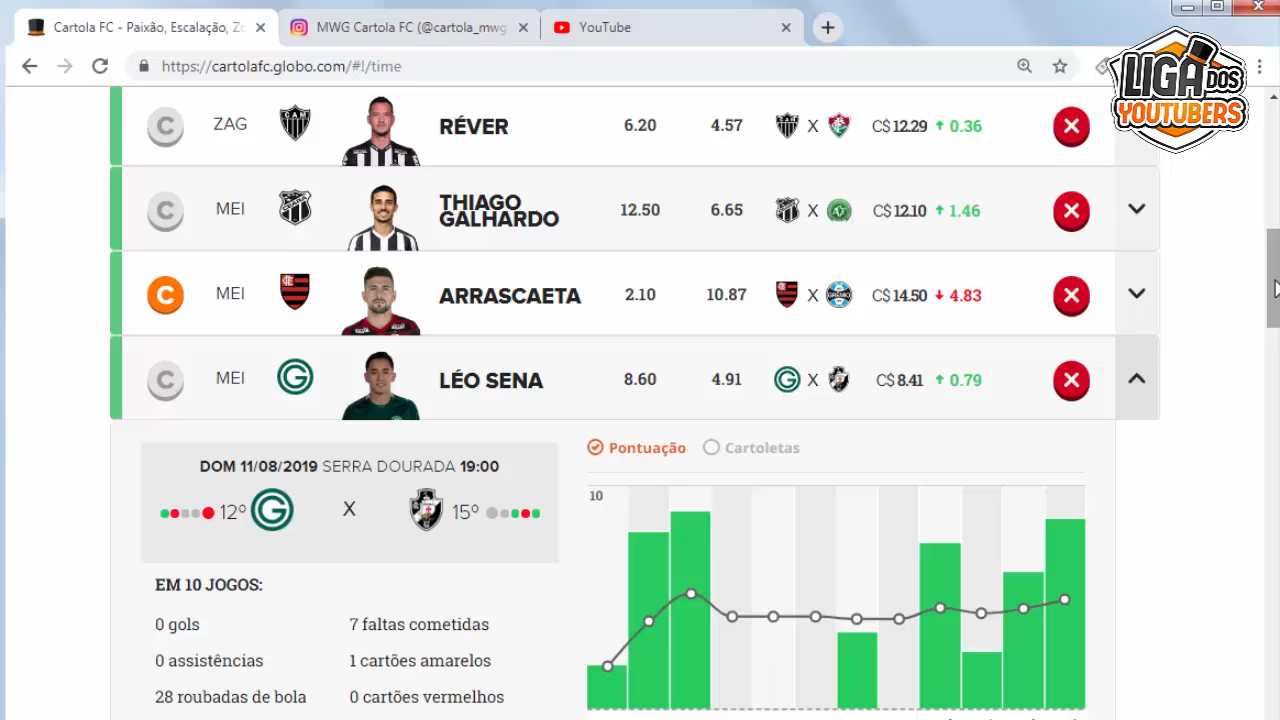 Cartola FC - Paixão, Escalação, Zo
MWG Cartola FC (@cartola_mwg
YouTube
https://cartolafc.globo.com/#!/time
LIGA DOS
YOUTUBERS
C ZAG CAM RÉVER 6.20 4.57 X C$ 12.29 0.36
C MEI THIAGO GALHARDO 12.50 6.65 X C$ 12.10 1.46
C MEI ARRASCAETA 2.10 10.87 X C$ 14.50 4.83
C MEI LÉO SENA 8.60 4.91 X C$ 8.41 0.79
DOM 11/08/2019 SERRA DOURADA 19:00
12º G X 15º
EM 10 JOGOS:
0 gols 7 faltas cometidas
0 assistências 1 cartões amarelos
28 roubadas de bola 0 cartões vermelhos
Pontuação Cartoletas
10